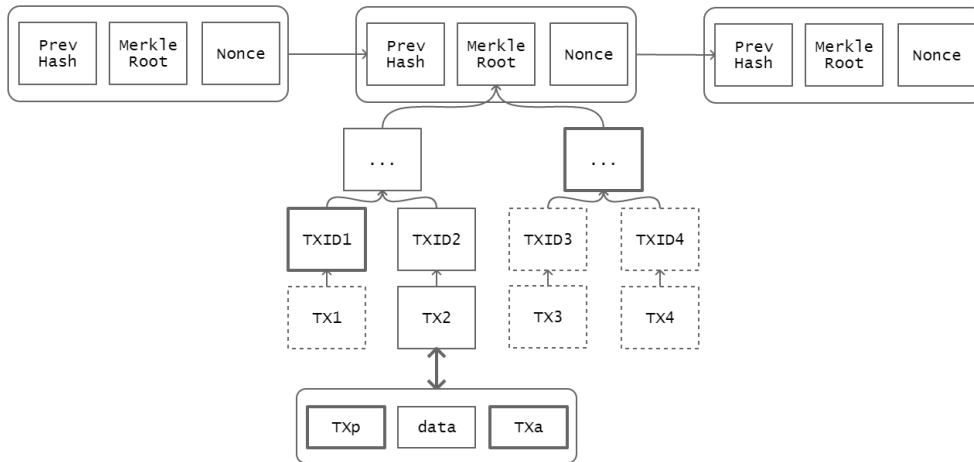 Prev
Hash
Merkle
Root
Nonce
Prev
Hash
Merkle
Root
Nonce
Prev
Hash
Merkle
Root
Nonce
...
...
TXID1
TXID2
TXID3
TXID4
TX1
TX2
TX3
TX4
TXp
data
TXa